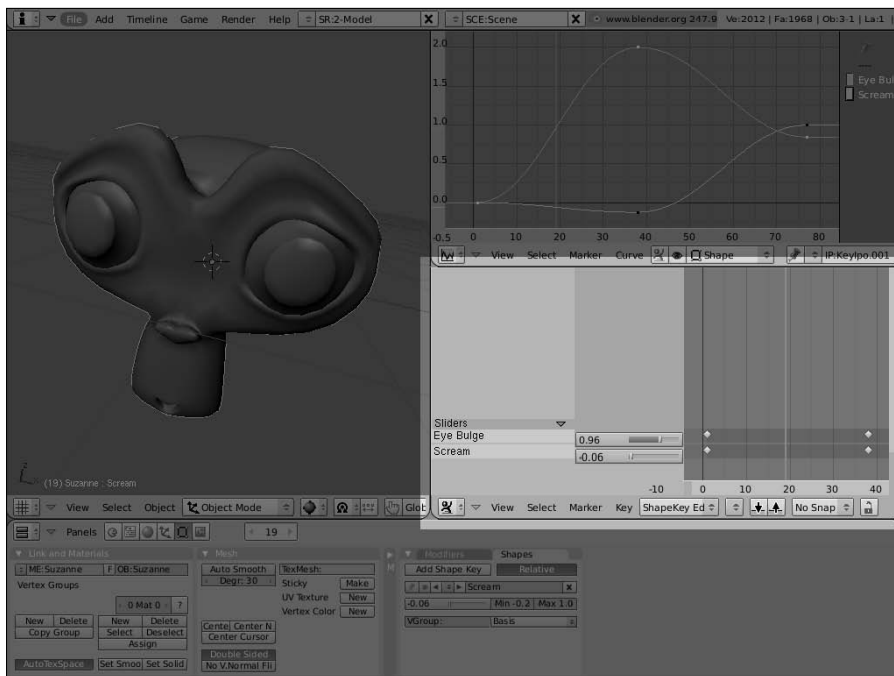 File Add Timeline Game Render Help SR:2-Model X SCE:Scene X www.blender.org 247.9 Ve:2012 | Fa:1968 | Ob:3-1 | La:1
2.0
1.5
1.0
0.5
0.0
-0.5 0 10 20 30 40 50 60 70 80
Eye Bul
Scream
View Select Marker Curve Shape IP:KeyIpo.001
(19) Suzanne : Scream
View Select Object Object Mode Glob
Sliders
Eye Bulge 0.96
Scream -0.06
-10 0 10 20 30 40
View Select Marker Key ShapeKey Ed No Snap
Panels 19
Link and Materials
ME:Suzanne F OB:Suzanne
Vertex Groups
0 Mat 0 ?
New Delete New Delete
Copy Group Select Deselect
Assign
AutoTexSpace Set Smoo Set Solid
Mesh
Auto Smooth TexMesh:
Degr: 30 Sticky Make
UV Texture New
Vertex Color New
Cente Center N
Center Cursor
Double Sided
No V.Normal Fli
M
Modifiers Shapes
Add Shape Key Relative
Scream X
-0.06 Min -0.2 Max 1.0
VGroup: Basis